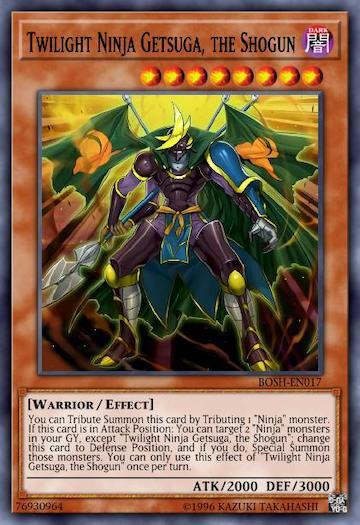 Twilight Ninja Getsuga, the Shogun
DARK
闇
BOSH-EN017
[Warrior / Effect]
You can Tribute Summon this card by Tributing 1 "Ninja" monster.
If this card is in Attack Position: You can target 2 "Ninja" monsters
in your GY, except "Twilight Ninja Getsuga, the Shogun"; change
this card to Defense Position, and if you do, Special Summon
those monsters. You can only use this effect of "Twilight Ninja
Getsuga, the Shogun" once per turn.
ATK/2000 DEF/3000
76930964
©1996 KAZUKI TAKAHASHI